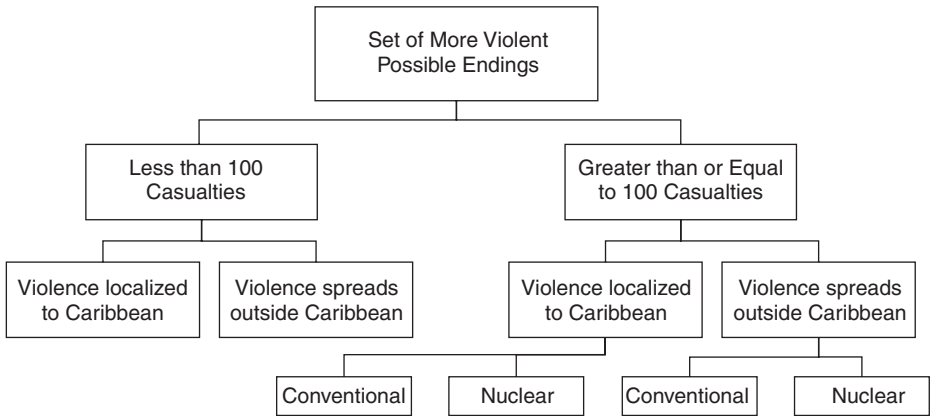 Set of More Violent
Possible Endings
Less than 100
Casualties
Greater than or Equal
to 100 Casualties
Violence localized
to Caribbean
Violence spreads
outside Caribbean
Violence localized
to Caribbean
Violence spreads
outside Caribbean
Conventional
Nuclear
Conventional
Nuclear